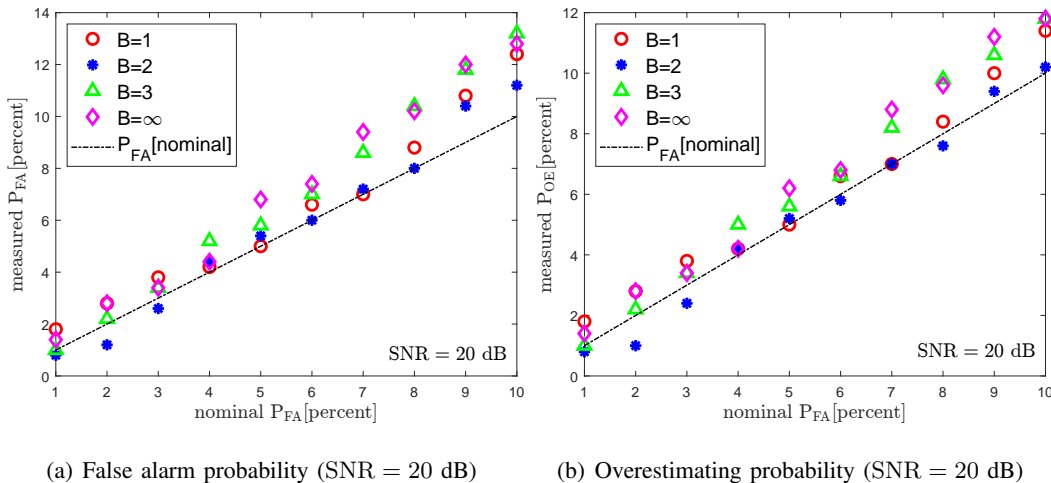 14
12
10
8
6
4
2
0
measured P_FA[percent]
B=1
B=2
B=3
B=∞
P_FA[nominal]
SNR = 20 dB
1 2 3 4 5 6 7 8 9 10
nominal P_FA[percent]
(a) False alarm probability (SNR = 20 dB)
12
10
8
6
4
2
0
measured P_OE[percent]
B=1
B=2
B=3
B=∞
P_FA[nominal]
SNR = 20 dB
1 2 3 4 5 6 7 8 9 10
nominal P_FA[percent]
(b) Overestimating probability (SNR = 20 dB)